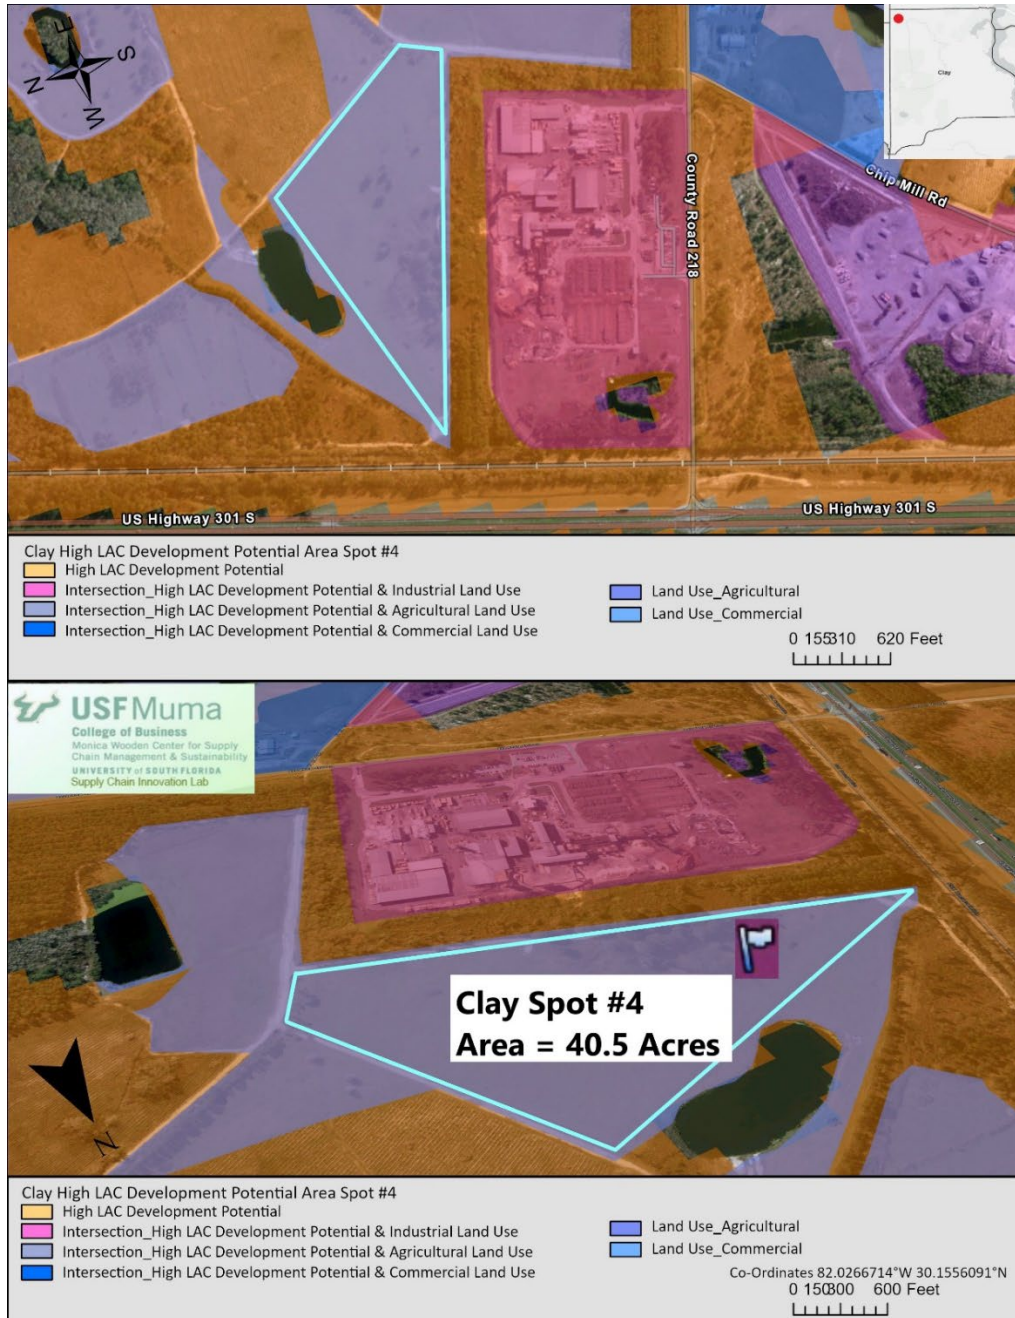 E
S
N
W
Clay
County Road 218
Chip Mill Rd
US Highway 301 S
US Highway 301 S
Clay High LAC Development Potential Area Spot #4
High LAC Development Potential
Intersection_High LAC Development Potential & Industrial Land Use
Intersection_High LAC Development Potential & Agricultural Land Use
Intersection_High LAC Development Potential & Commercial Land Use
Land Use_Agricultural
Land Use_Commercial
0 155310 620 Feet
USF Muma
College of Business
Monica Wooden Center for Supply
Chain Management & Sustainability
UNIVERSITY of SOUTH FLORIDA
Supply Chain Innovation Lab
Clay Spot #4
Area = 40.5 Acres
N
Clay High LAC Development Potential Area Spot #4
High LAC Development Potential
Intersection_High LAC Development Potential & Industrial Land Use
Intersection_High LAC Development Potential & Agricultural Land Use
Intersection_High LAC Development Potential & Commercial Land Use
Land Use_Agricultural
Land Use_Commercial
Co-Ordinates 82.0266714°W 30.1556091°N
0 150300 600 Feet